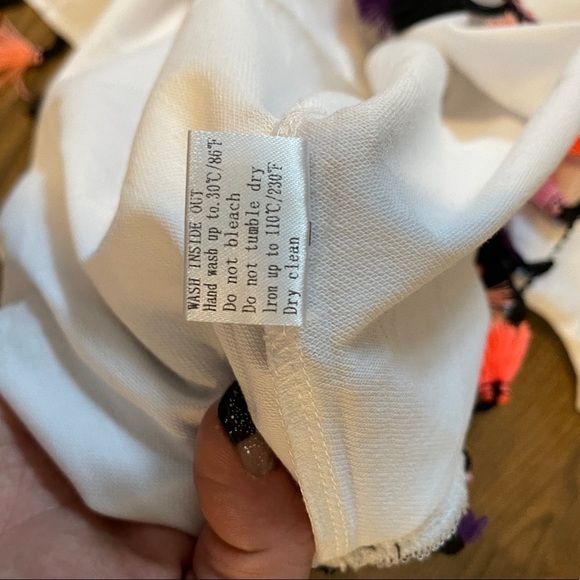 WASH INSIDE OUT
Hand wash up to.30℃/86℉
Do not bleach
Do not tumble dry
lron up to 110℃/230℉
Dry clean